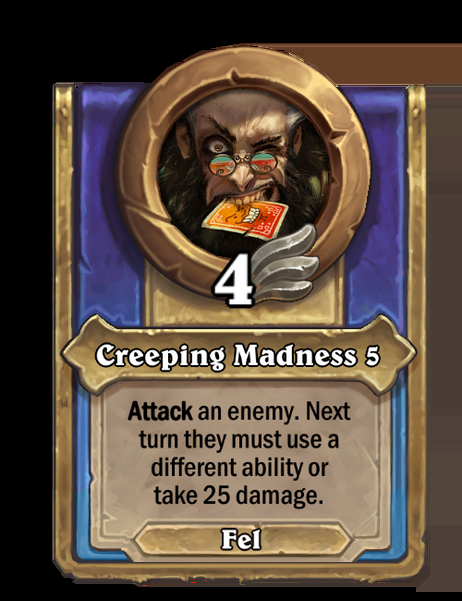 4
Creeping Madness 5
Attack an enemy. Next
turn they must use a
different ability or
take 25 damage.
Fel